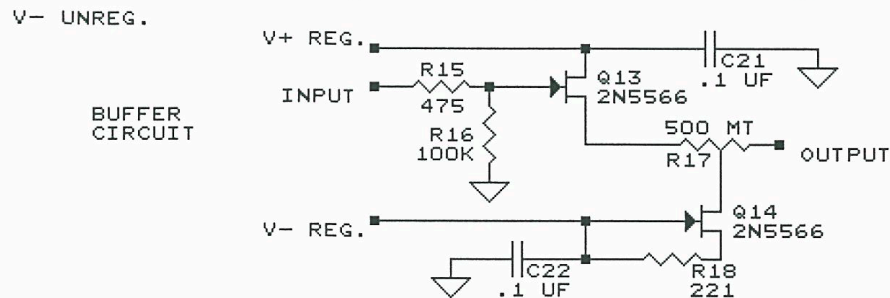 V- UNREG.
V+ REG.
C21
.1 UF
R15
475
Q13
2N5566
INPUT
BUFFER
CIRCUIT
R16
100K
500 MT
R17
OUTPUT
V- REG.
Q14
2N5566
C22
.1 UF
R18
221